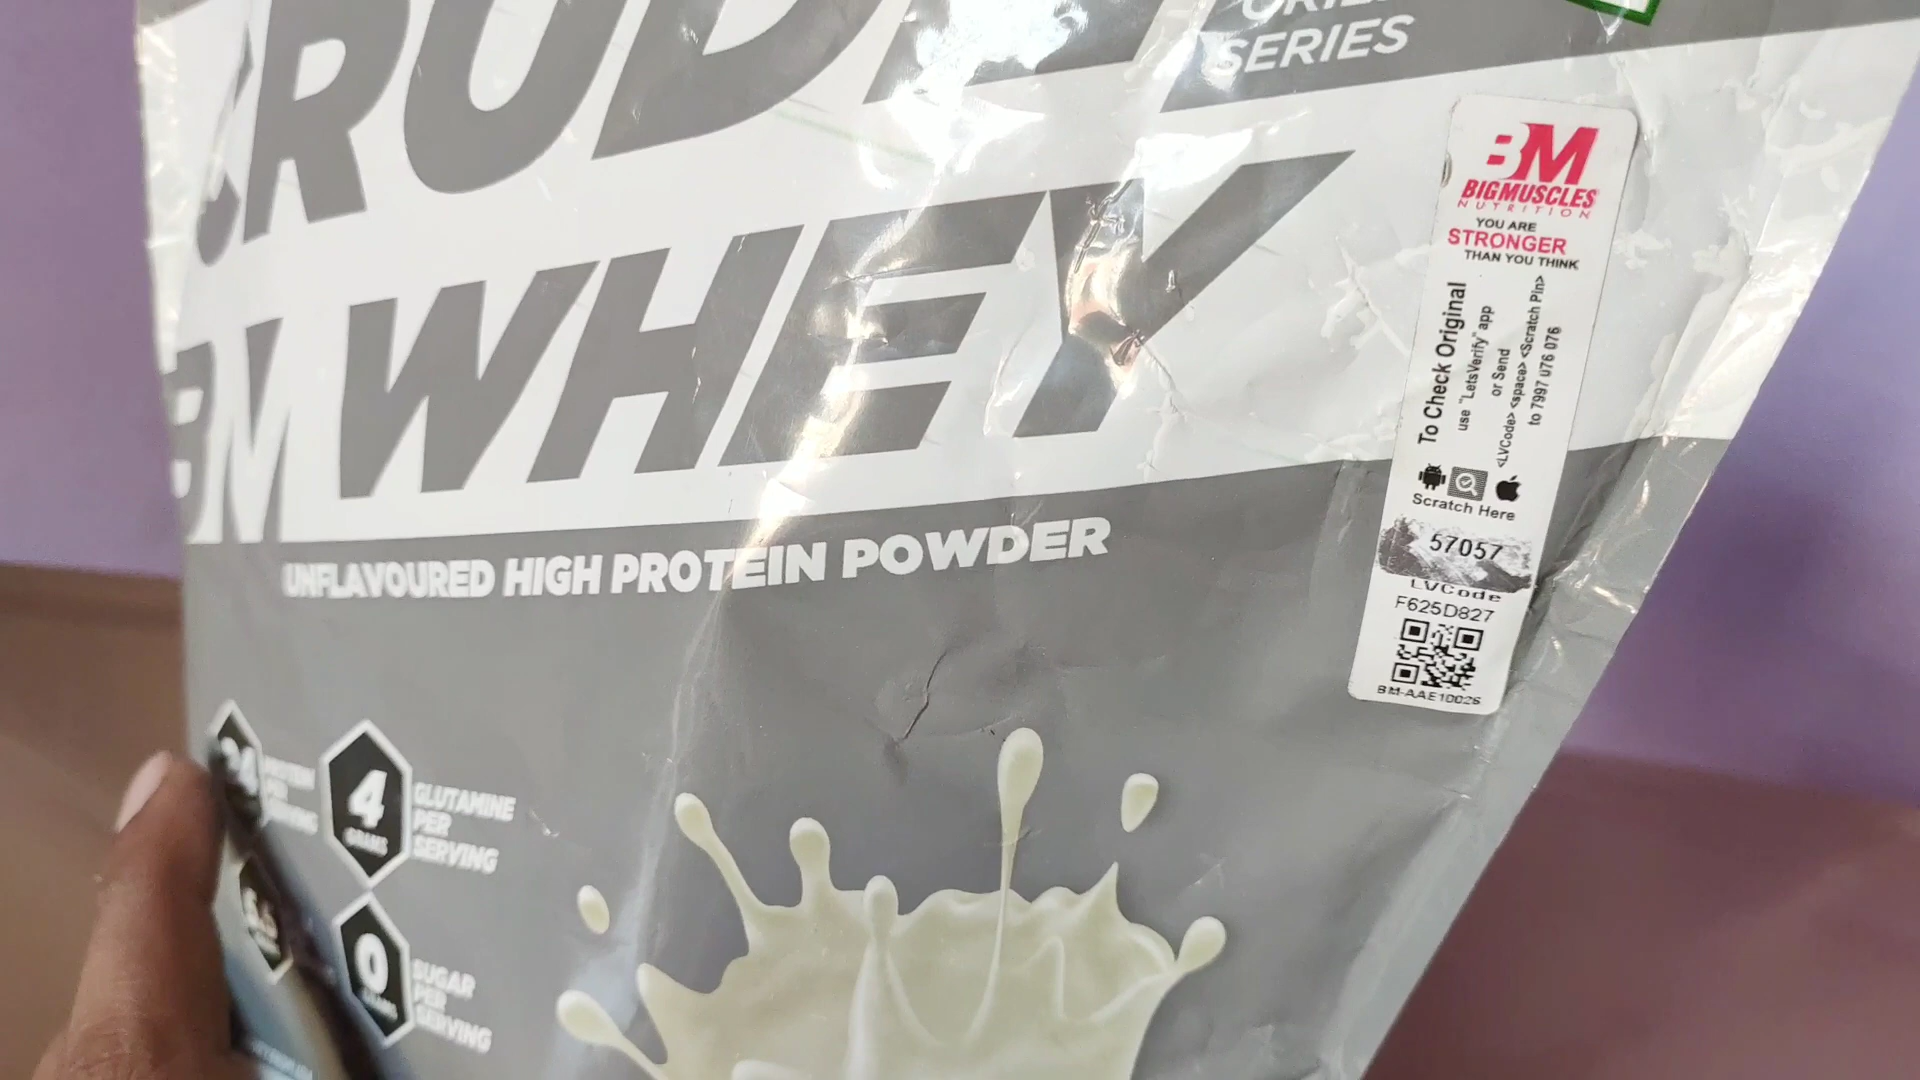 SERIES
WHEY
UNFLAVOURED HIGH PROTEIN POWDER
4
GRAMS
GLUTAMINE
PER
SERVING
0
GRAMS
SUGAR
PER
SERVING
BM
BIGMUSCLES
NUTRITION
YOU ARE
STRONGER
THAN YOU THINK
To Check Original
use "LetsVerify" app
or Send
<LVCode> <space> <Scratch Pin>
to 7997 076 076
Scratch Here
57057
LVCode
F625D827
BM-AAE10026